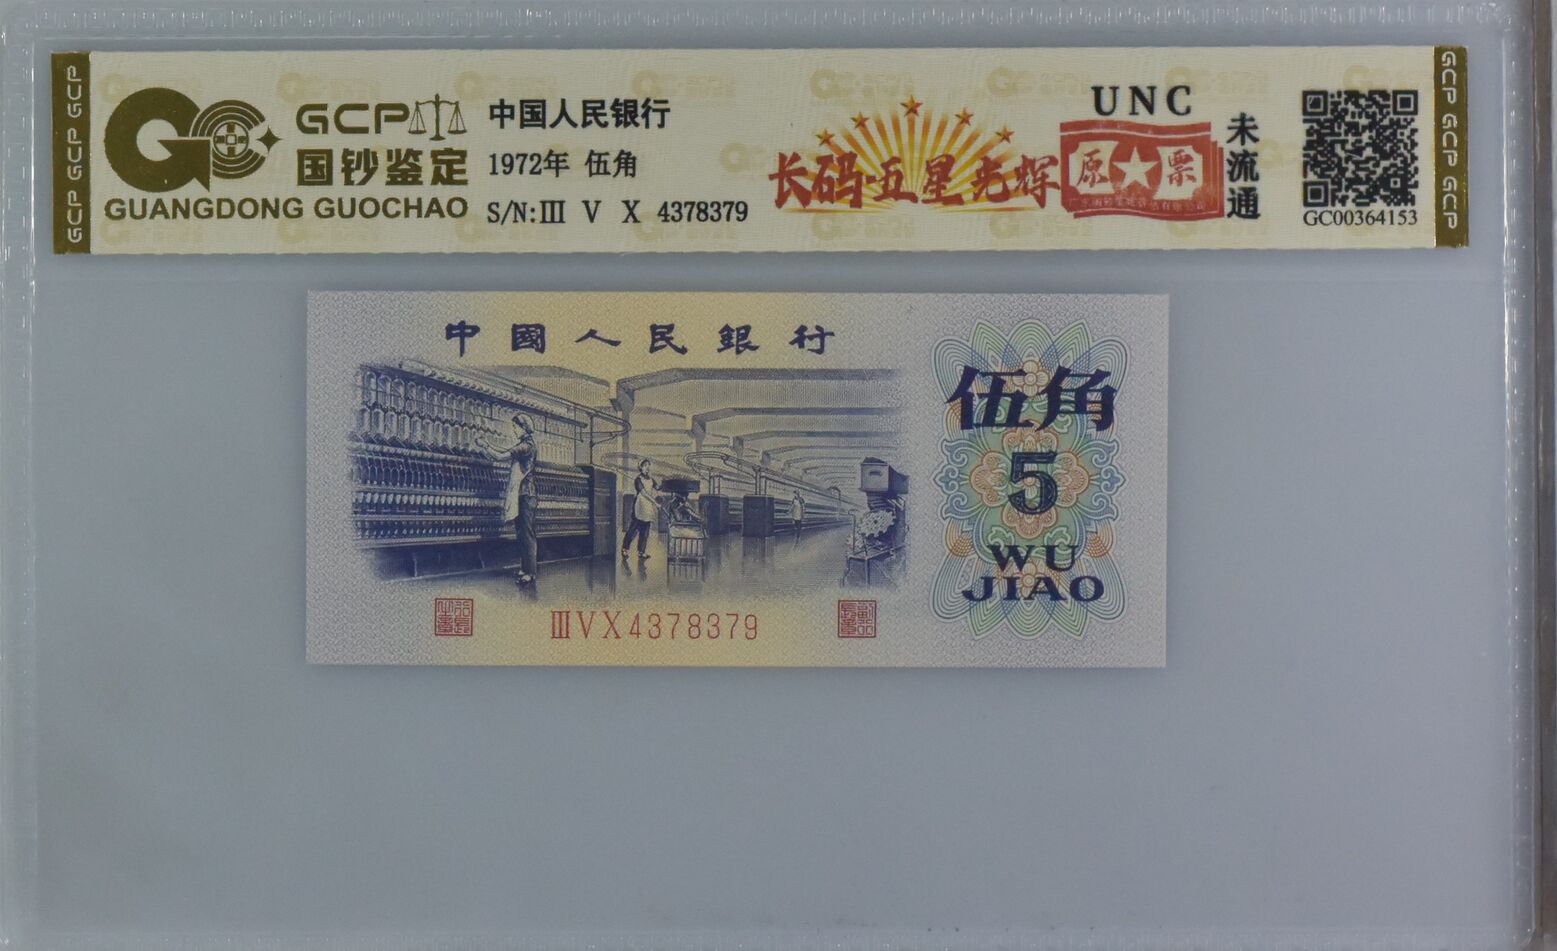 GCP GCP GCP
GCP
国钞鉴定
GUANGDONG GUOCHAO
中国人民银行
1972年 伍角
S/N:Ⅲ V X 4378379
长码·五星光辉
UNC
原★票
未流通
GC00364153
GCP GCP GCP
中國人民銀行
伍角
5
WU
JIAO
ⅢVX4378379